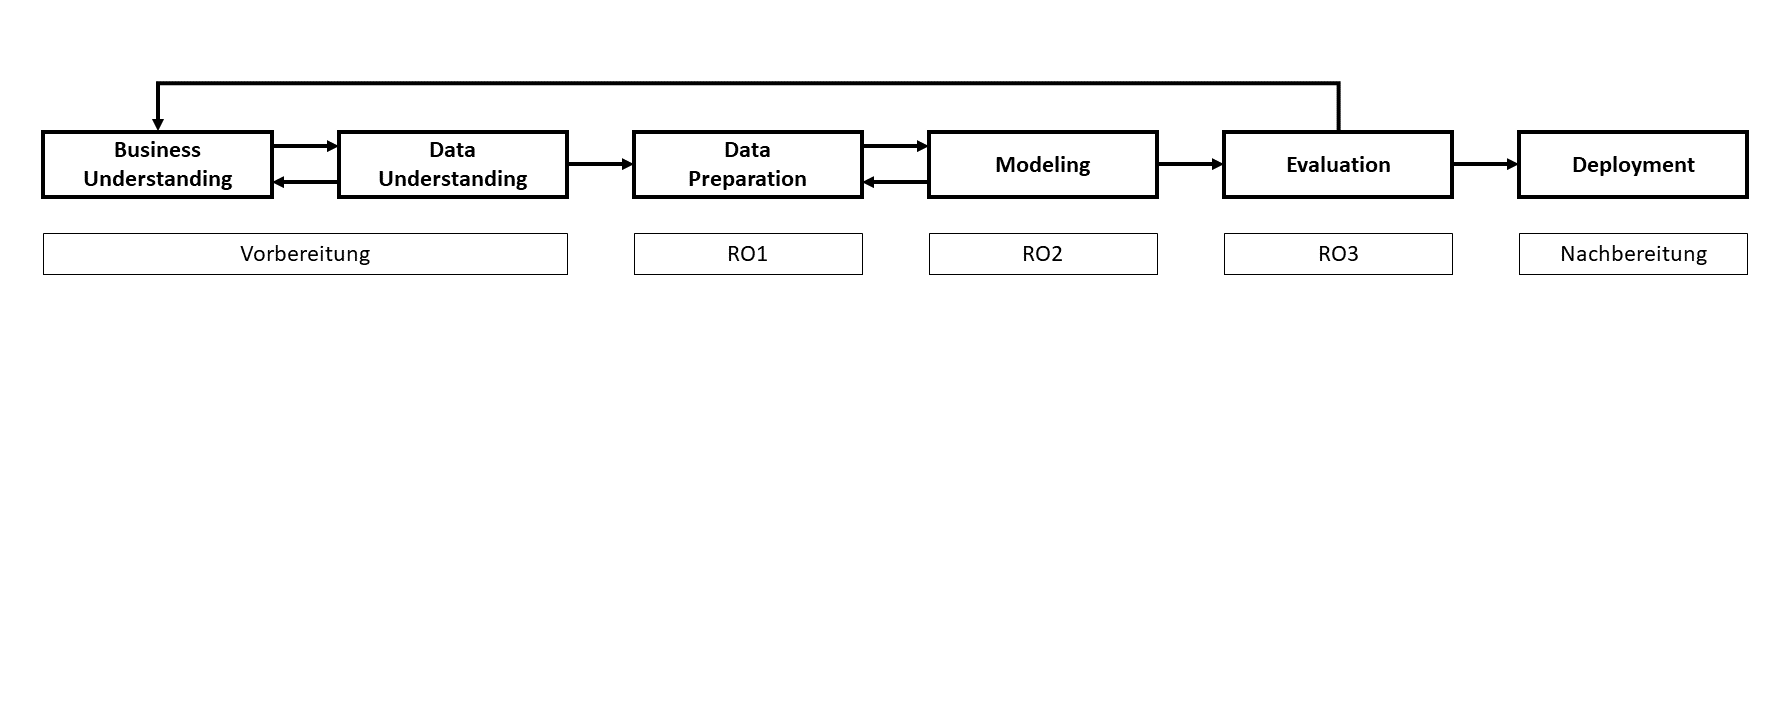 Business
Understanding
Data
Understanding
Data
Preparation
Modeling
Evaluation
Deployment
Vorbereitung
RO1
RO2
RO3
Nachbereitung